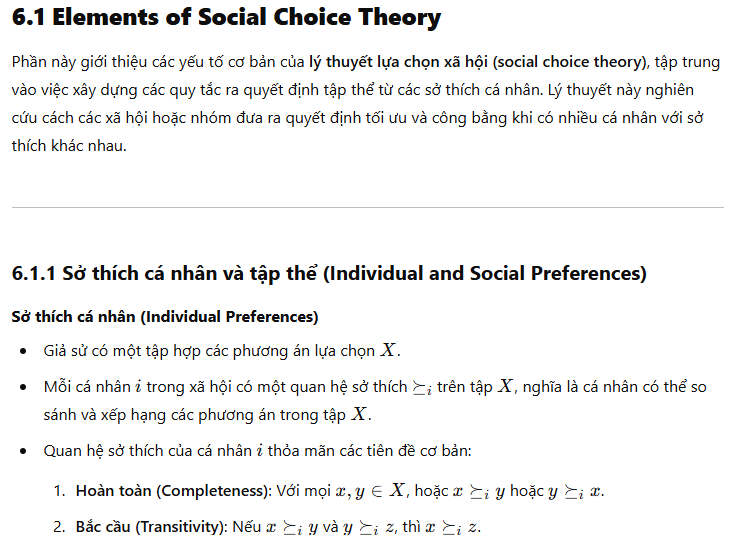 6.1 Elements of Social Choice Theory
Phần này giới thiệu các yếu tố cơ bản của lý thuyết lựa chọn xã hội (social choice theory), tập trung
vào việc xây dựng các quy tắc ra quyết định tập thể từ các sở thích cá nhân. Lý thuyết này nghiên
cứu cách các xã hội hoặc nhóm đưa ra quyết định tối ưu và công bằng khi có nhiều cá nhân với sở
thích khác nhau.
6.1.1 Sở thích cá nhân và tập thể (Individual and Social Preferences)
Sở thích cá nhân (Individual Preferences)
• Giả sử có một tập hợp các phương án lựa chọn X.
• Mỗi cá nhân i trong xã hội có một quan hệ sở thích ≿ᵢ trên tập X, nghĩa là cá nhân có thể so
sánh và xếp hạng các phương án trong tập X.
• Quan hệ sở thích của cá nhân i thỏa mãn các tiên đề cơ bản:
1. Hoàn toàn (Completeness): Với mọi x, y ∈ X, hoặc x ≿ᵢ y hoặc y ≿ᵢ x.
2. Bắc cầu (Transitivity): Nếu x ≿ᵢ y và y ≿ᵢ z, thì x ≿ᵢ z.